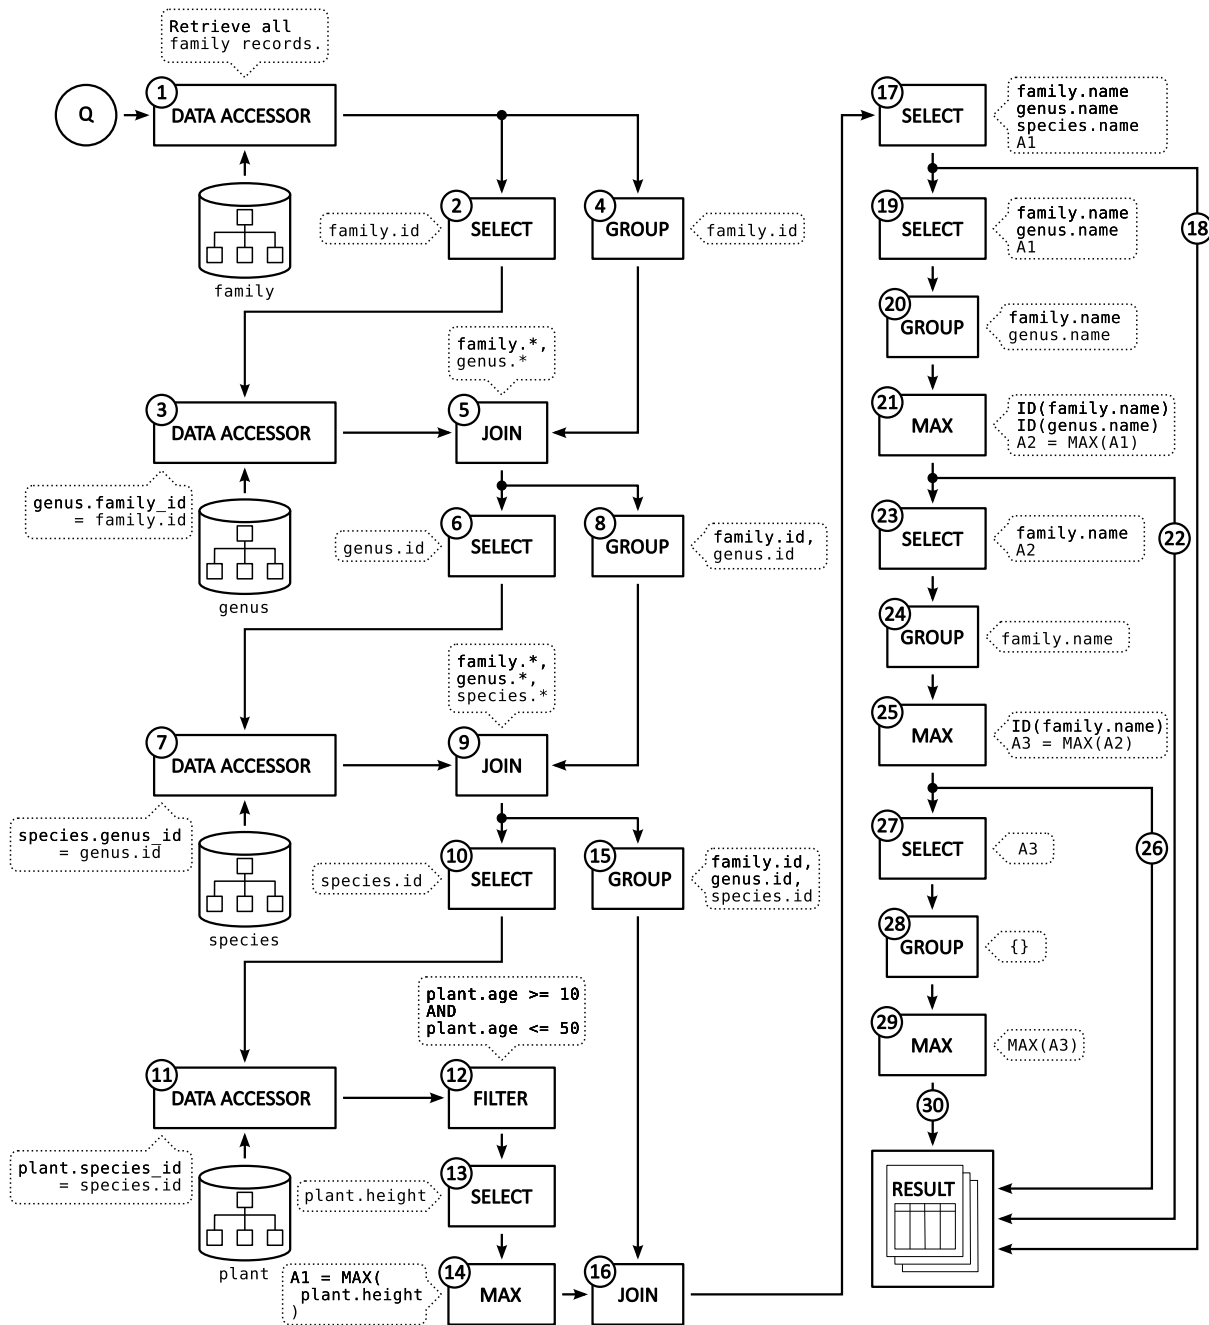 Retrieve all
family records.
Q
1
DATA ACCESSOR
family
2
SELECT
family.id
4
GROUP
family.id
3
DATA ACCESSOR
genus.family_id
= family.id
genus
family.*,
genus.*
5
JOIN
6
SELECT
genus.id
8
GROUP
family.id,
genus.id
7
DATA ACCESSOR
species.genus_id
= genus.id
species
family.*,
genus.*,
species.*
9
JOIN
10
SELECT
species.id
15
GROUP
family.id,
genus.id,
species.id
11
DATA ACCESSOR
plant.species_id
= species.id
plant
plant.age >= 10
AND
plant.age <= 50
12
FILTER
13
SELECT
plant.height
14
MAX
A1 = MAX(
plant.height
)
16
JOIN
17
SELECT
family.name
genus.name
species.name
A1
18
19
SELECT
family.name
genus.name
A1
20
GROUP
family.name
genus.name
21
MAX
ID(family.name)
ID(genus.name)
A2 = MAX(A1)
22
23
SELECT
family.name
A2
24
GROUP
family.name
25
MAX
ID(family.name)
A3 = MAX(A2)
26
27
SELECT
A3
28
GROUP
{}
29
MAX
MAX(A3)
30
RESULT